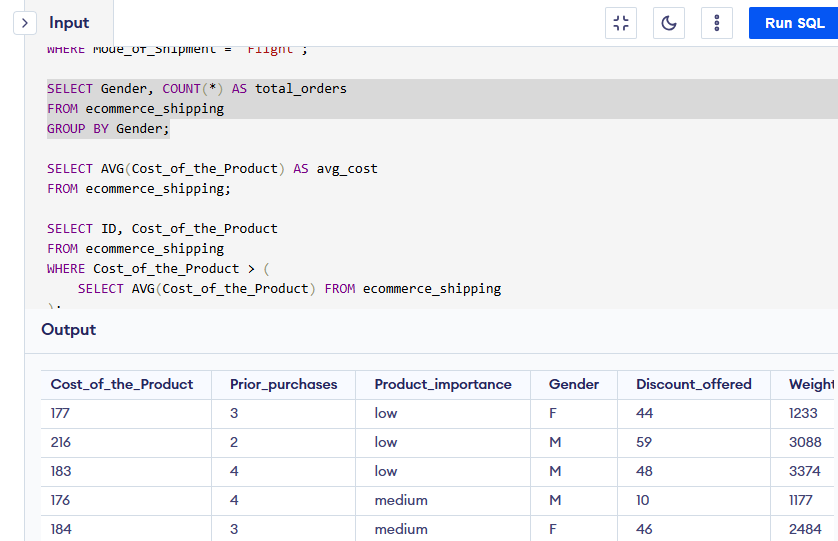 Input
Run SQL
WHERE Mode_of_Shipment = 'Flight';
SELECT Gender, COUNT(*) AS total_orders
FROM ecommerce_shipping
GROUP BY Gender;
SELECT AVG(Cost_of_the_Product) AS avg_cost
FROM ecommerce_shipping;
SELECT ID, Cost_of_the_Product
FROM ecommerce_shipping
WHERE Cost_of_the_Product > (
SELECT AVG(Cost_of_the_Product) FROM ecommerce_shipping
);
Output
Cost_of_the_Product Prior_purchases Product_importance Gender Discount_offered Weight
177 3 low F 44 1233
216 2 low M 59 3088
183 4 low M 48 3374
176 4 medium M 10 1177
184 3 medium F 46 2484